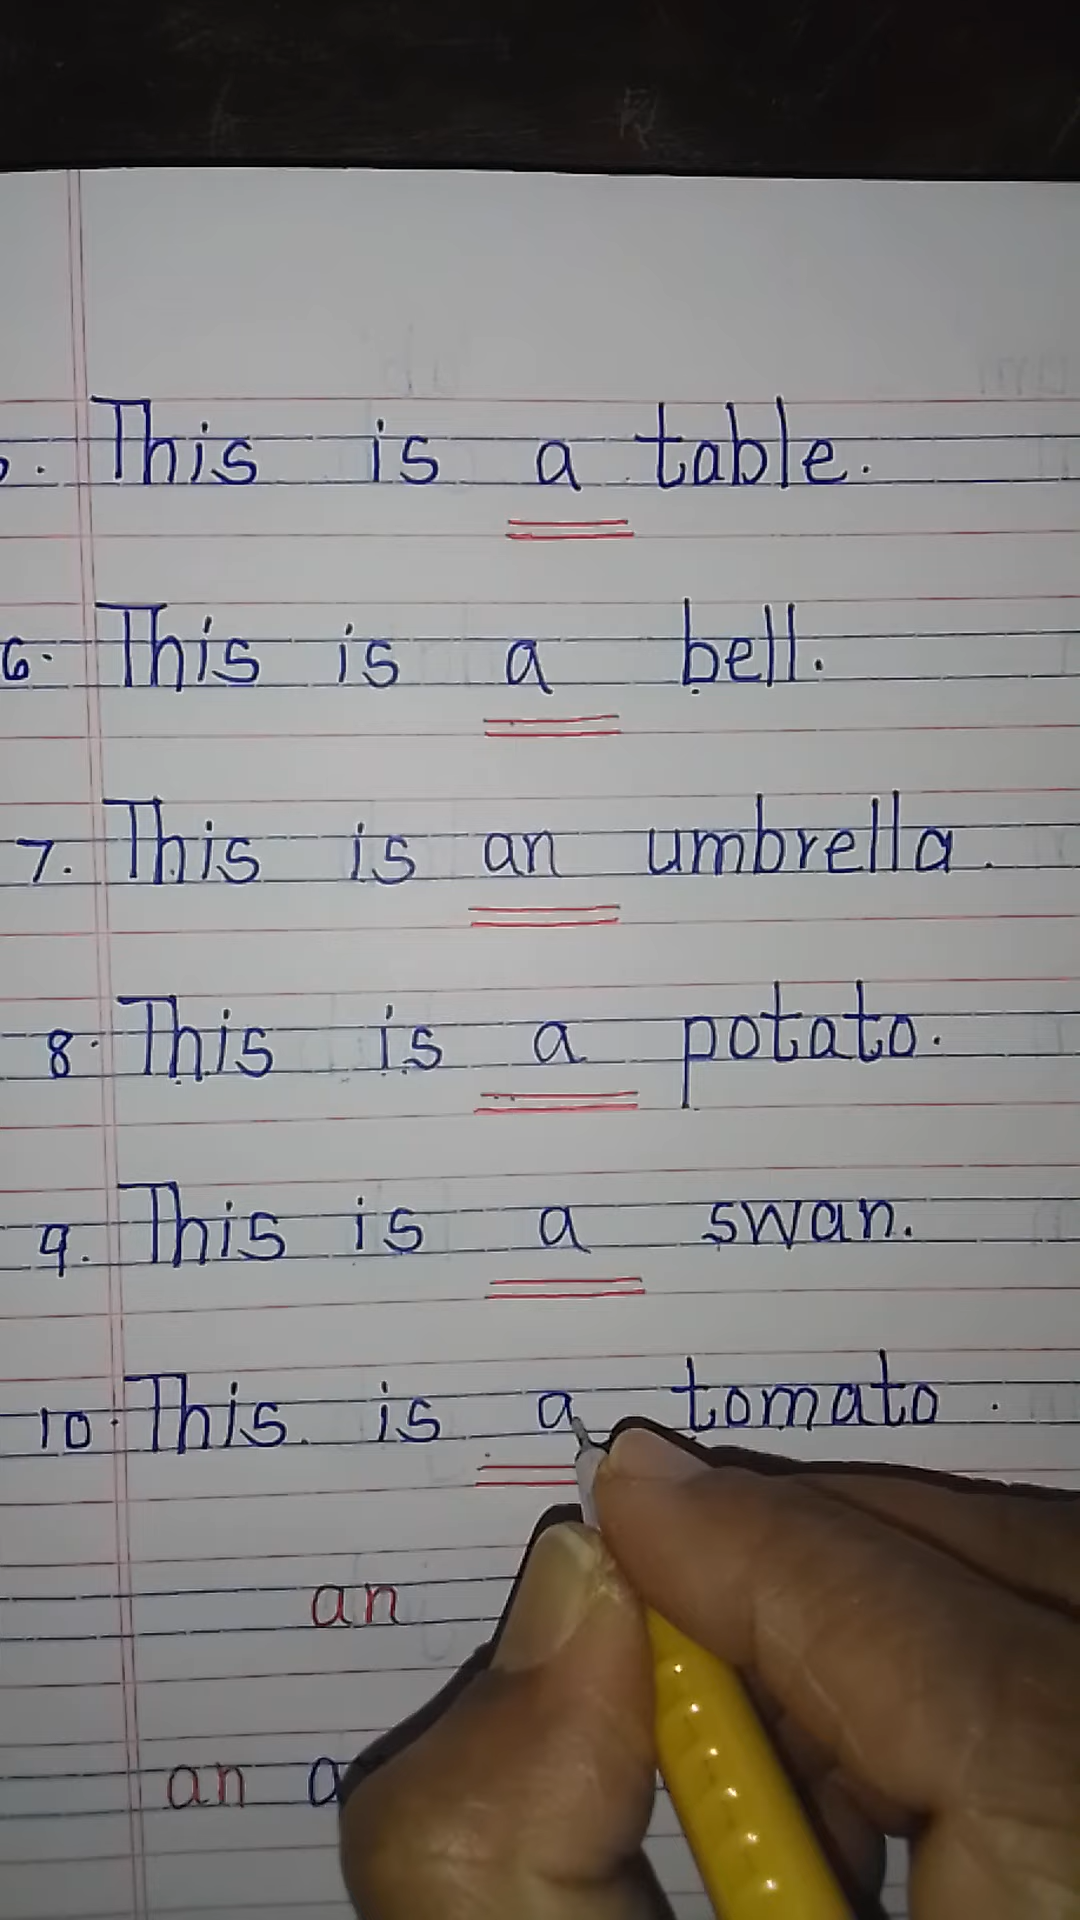 . This is a table.
6. This is a bell.
7. This is an umbrella.
8. This is a potato.
9. This is a swan.
10. This is a tomato.
an
an a